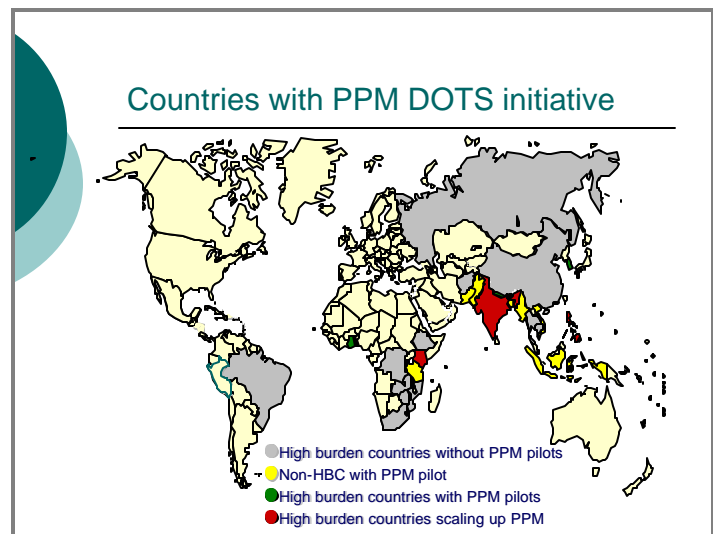 Countries with PPM DOTS initiative
High burden countries without PPM pilots
Non-HBC with PPM pilot
High burden countries with PPM pilots
High burden countries scaling up PPM